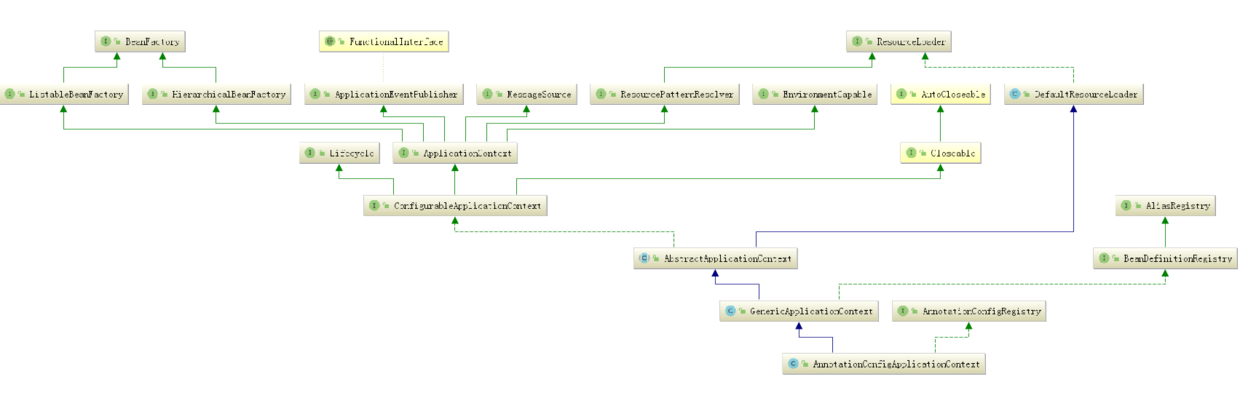 BeanFactory
FunctionalInterface
ResourceLoader
ListableBeanFactory
HierarchicalBeanFactory
ApplicationEventPublisher
MessageSource
ResourcePatternResolver
EnvironmentCapable
AutoCloseable
DefaultResourceLoader
Lifecycle
ApplicationContext
Closeable
ConfigurableApplicationContext
AliasRegistry
AbstractApplicationContext
BeanDefinitionRegistry
GenericApplicationContext
AnnotationConfigRegistry
AnnotationConfigApplicationContext